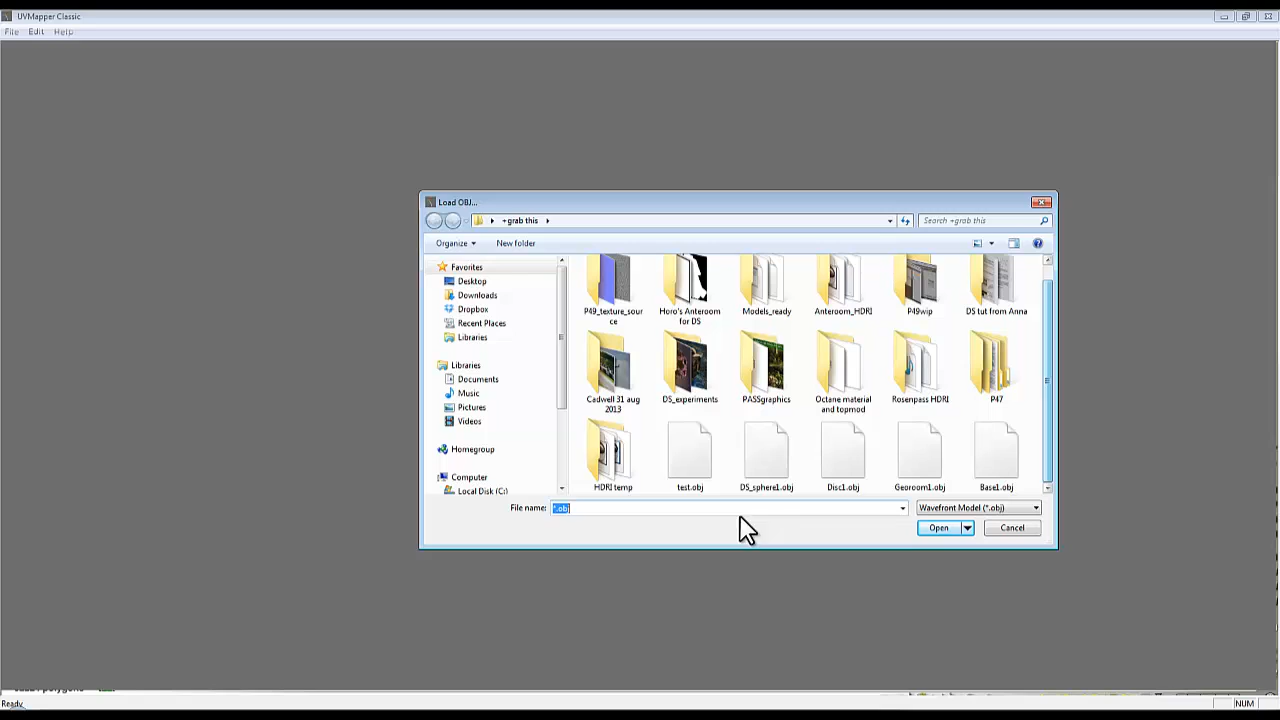 UVMapper Classic
File Edit Help
Load OBJ...
+grab this
Search +grab this
Organize New folder
Favorites
Desktop
Downloads
Dropbox
Recent Places
Libraries
Libraries
Documents
Music
Pictures
Videos
Homegroup
Computer
Local Disk (C:)
P49_texture_sour
ce
Horo's Anteroom
for DS
Models_ready
Anteroom_HDRI
P49wip
DS tut from Anna
Cadwell 31 aug
2013
DS_experiments
PASSgraphics
Octane material
and topmod
Rosenpass HDRI
P47
HDRI temp
test.obj
DS_sphere1.obj
Disc1.obj
Georoom1.obj
Base1.obj
File name: *.obj
Wavefront Model (*.obj)
Open Cancel
Ready
NUM